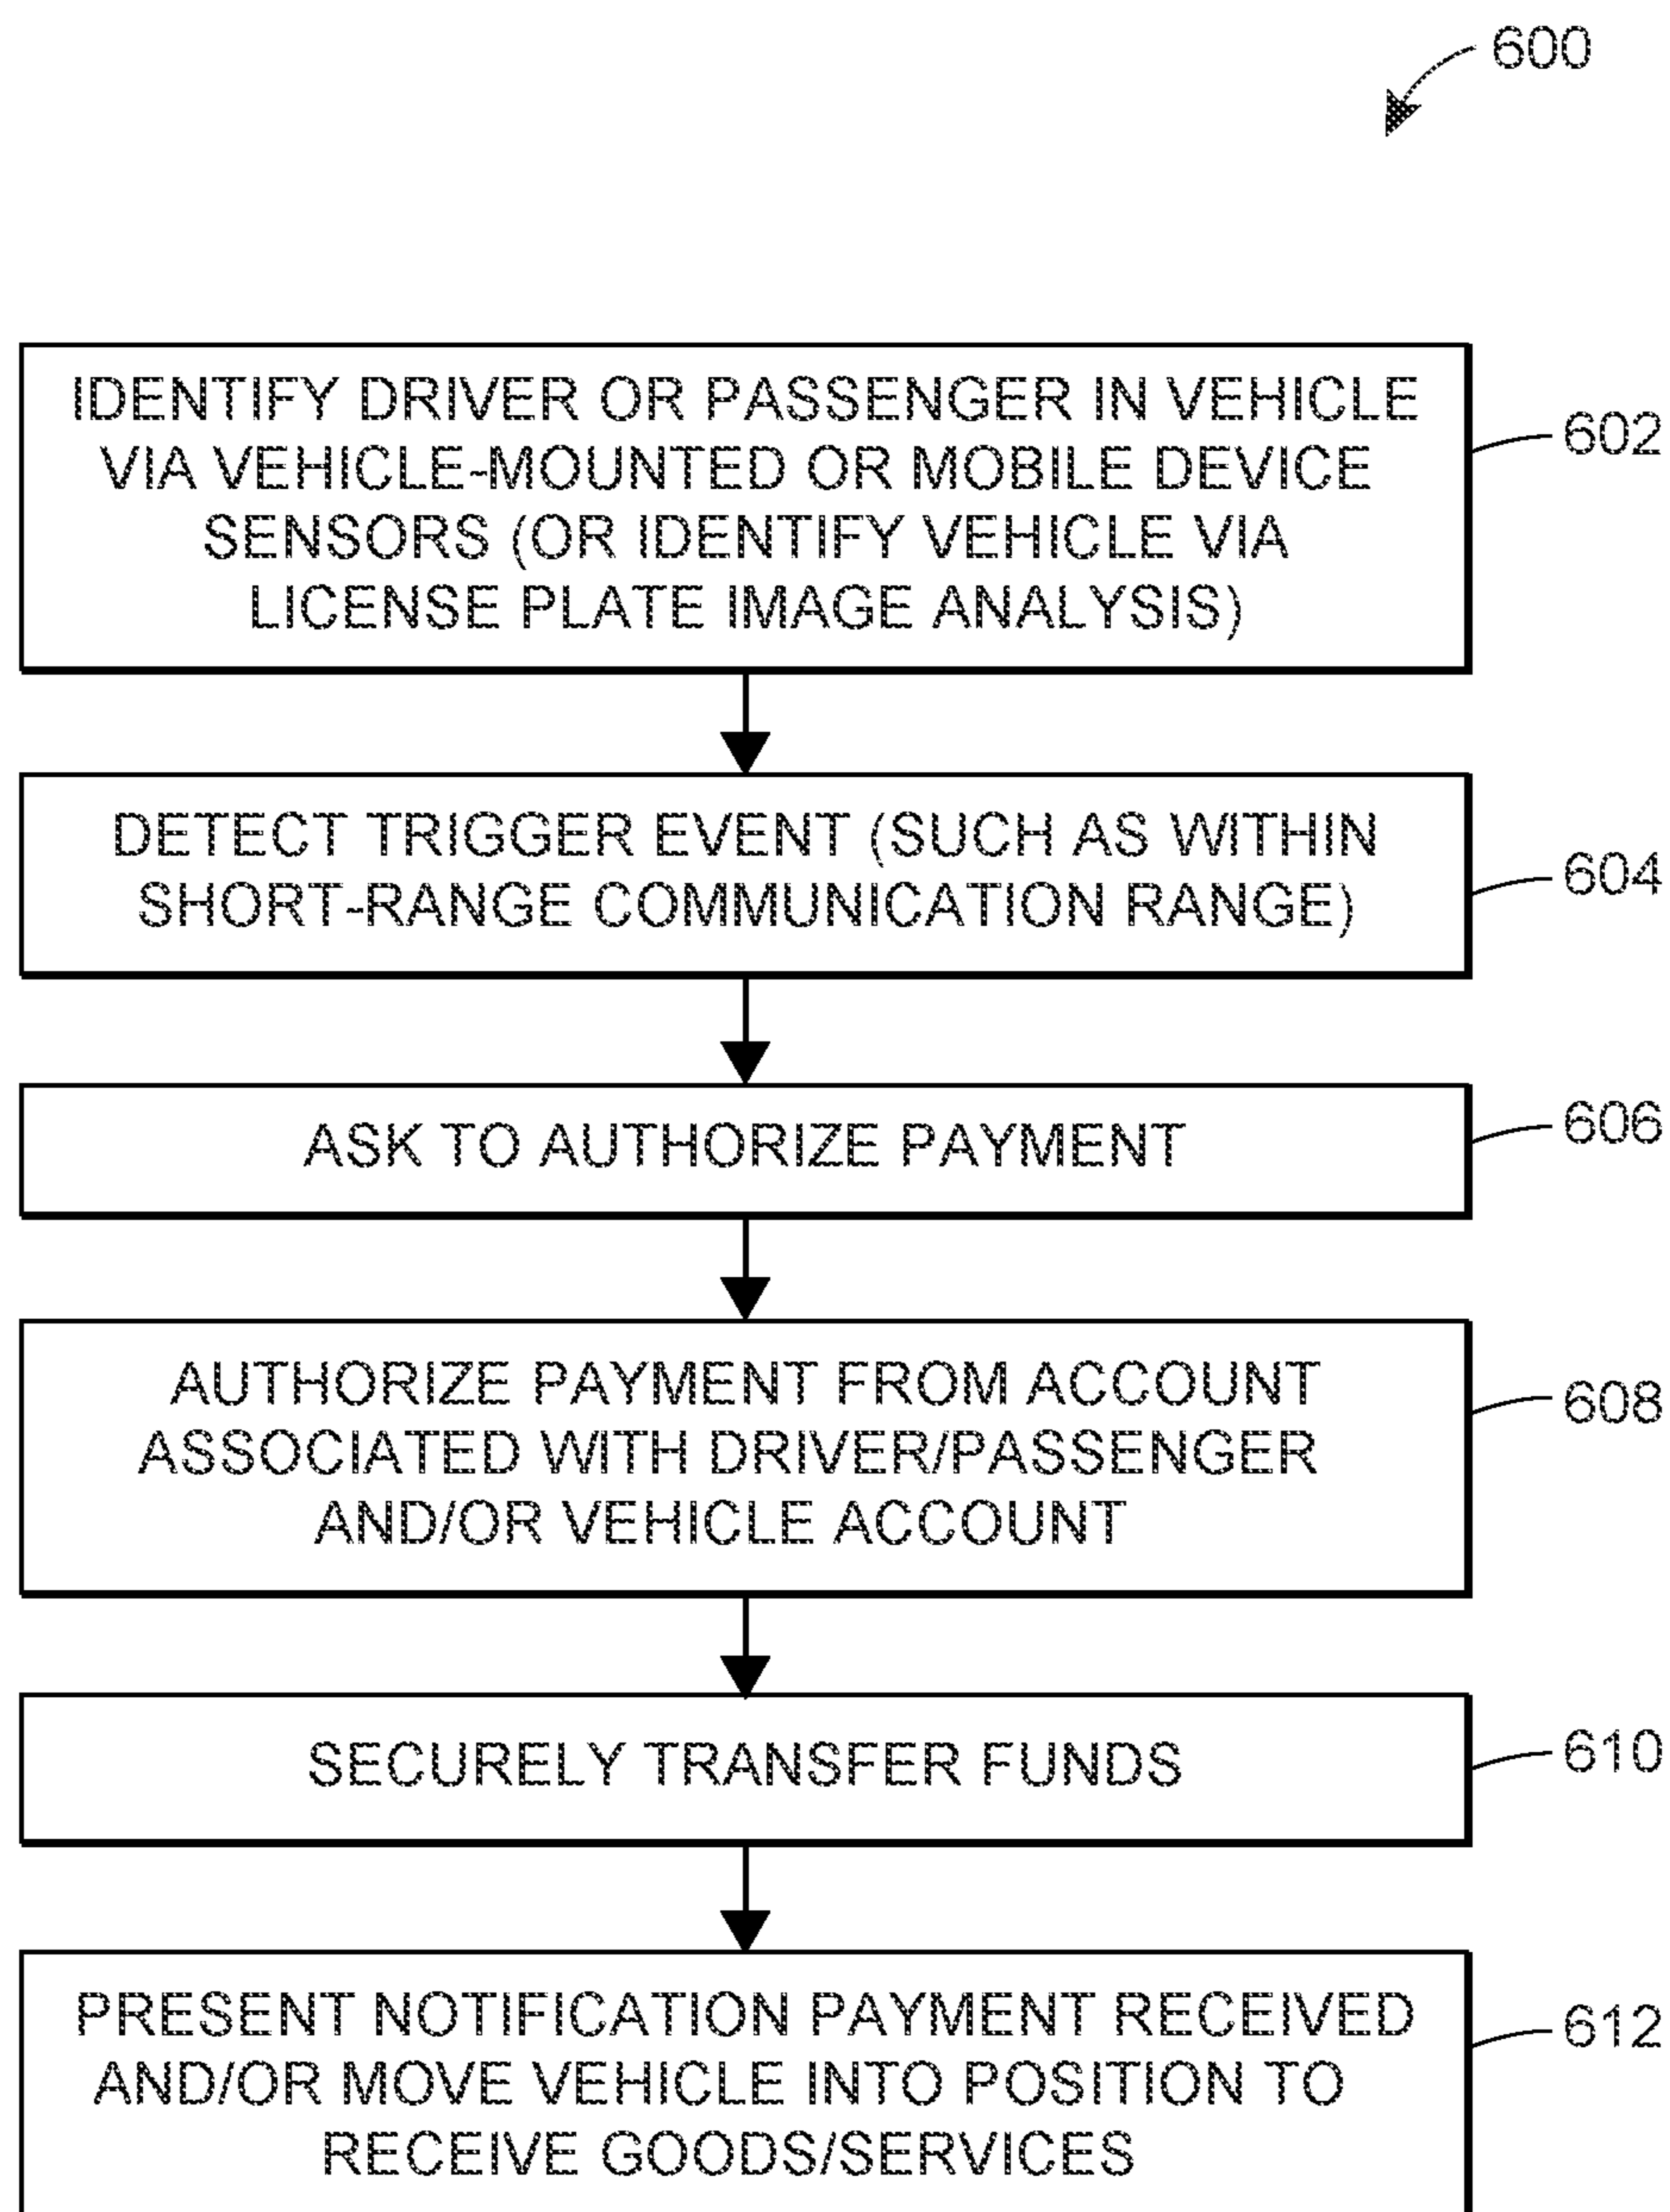 600
IDENTIFY DRIVER OR PASSENGER IN VEHICLE
VIA VEHICLE-MOUNTED OR MOBILE DEVICE
SENSORS (OR IDENTIFY VEHICLE VIA
LICENSE PLATE IMAGE ANALYSIS)
602
DETECT TRIGGER EVENT (SUCH AS WITHIN
SHORT-RANGE COMMUNICATION RANGE)
604
ASK TO AUTHORIZE PAYMENT
606
AUTHORIZE PAYMENT FROM ACCOUNT
ASSOCIATED WITH DRIVER/PASSENGER
AND/OR VEHICLE ACCOUNT
608
SECURELY TRANSFER FUNDS
610
PRESENT NOTIFICATION PAYMENT RECEIVED
AND/OR MOVE VEHICLE INTO POSITION TO
RECEIVE GOODS/SERVICES
612